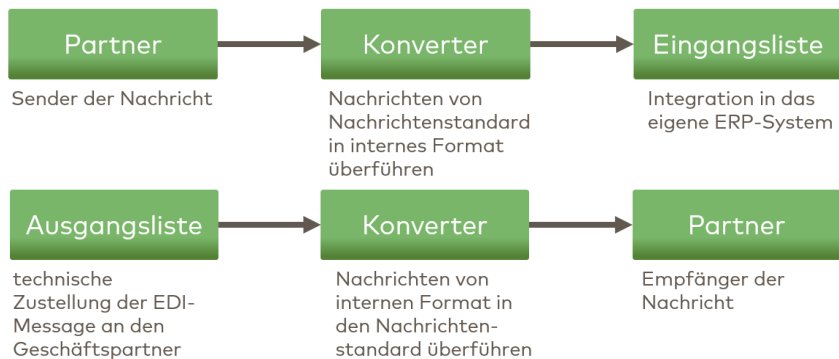 Partner
Konverter
Eingangsliste
Sender der Nachricht
Nachrichten von
Nachrichtenstandard
in internes Format
überführen
Integration in das
eigene ERP-System
Ausgangsliste
Konverter
Partner
technische
Zustellung der EDI-
Message an den
Geschäftspartner
Nachrichten von
internen Format in
den Nachrichten-
standard überführen
Empfänger der
Nachricht